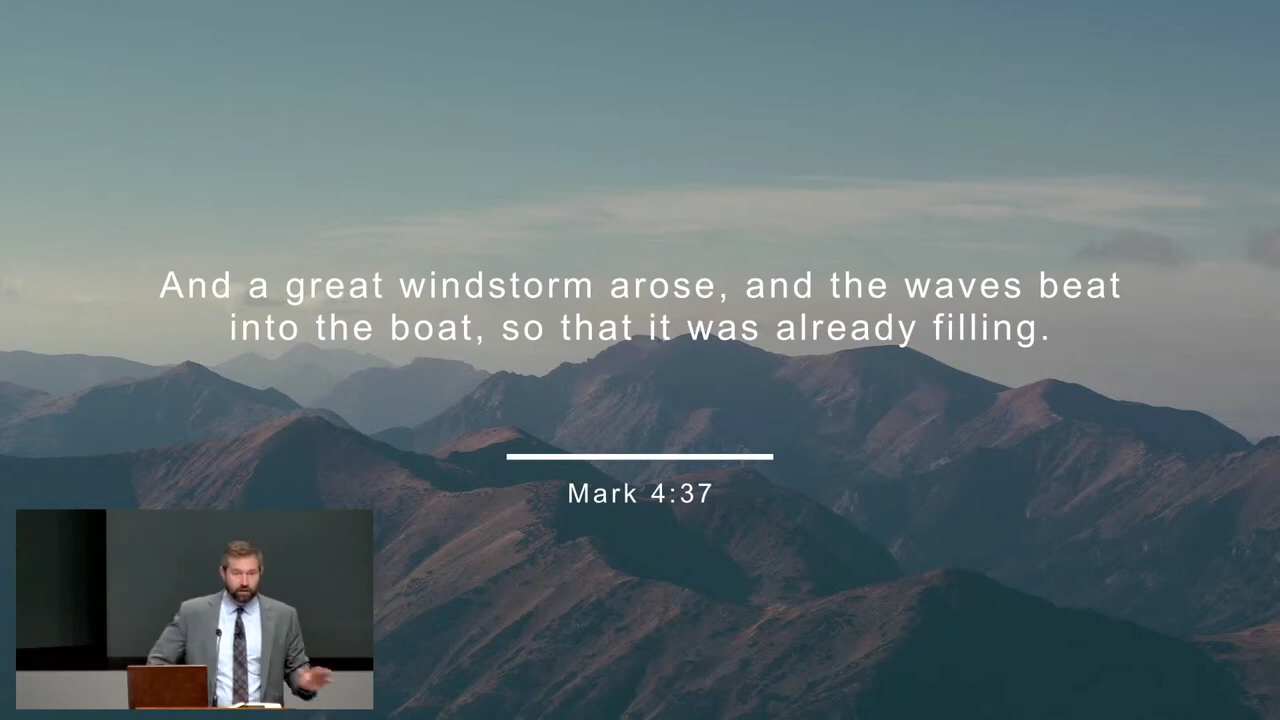 And a great windstorm arose, and the waves beat
into the boat, so that it was already filling.
Mark 4:37